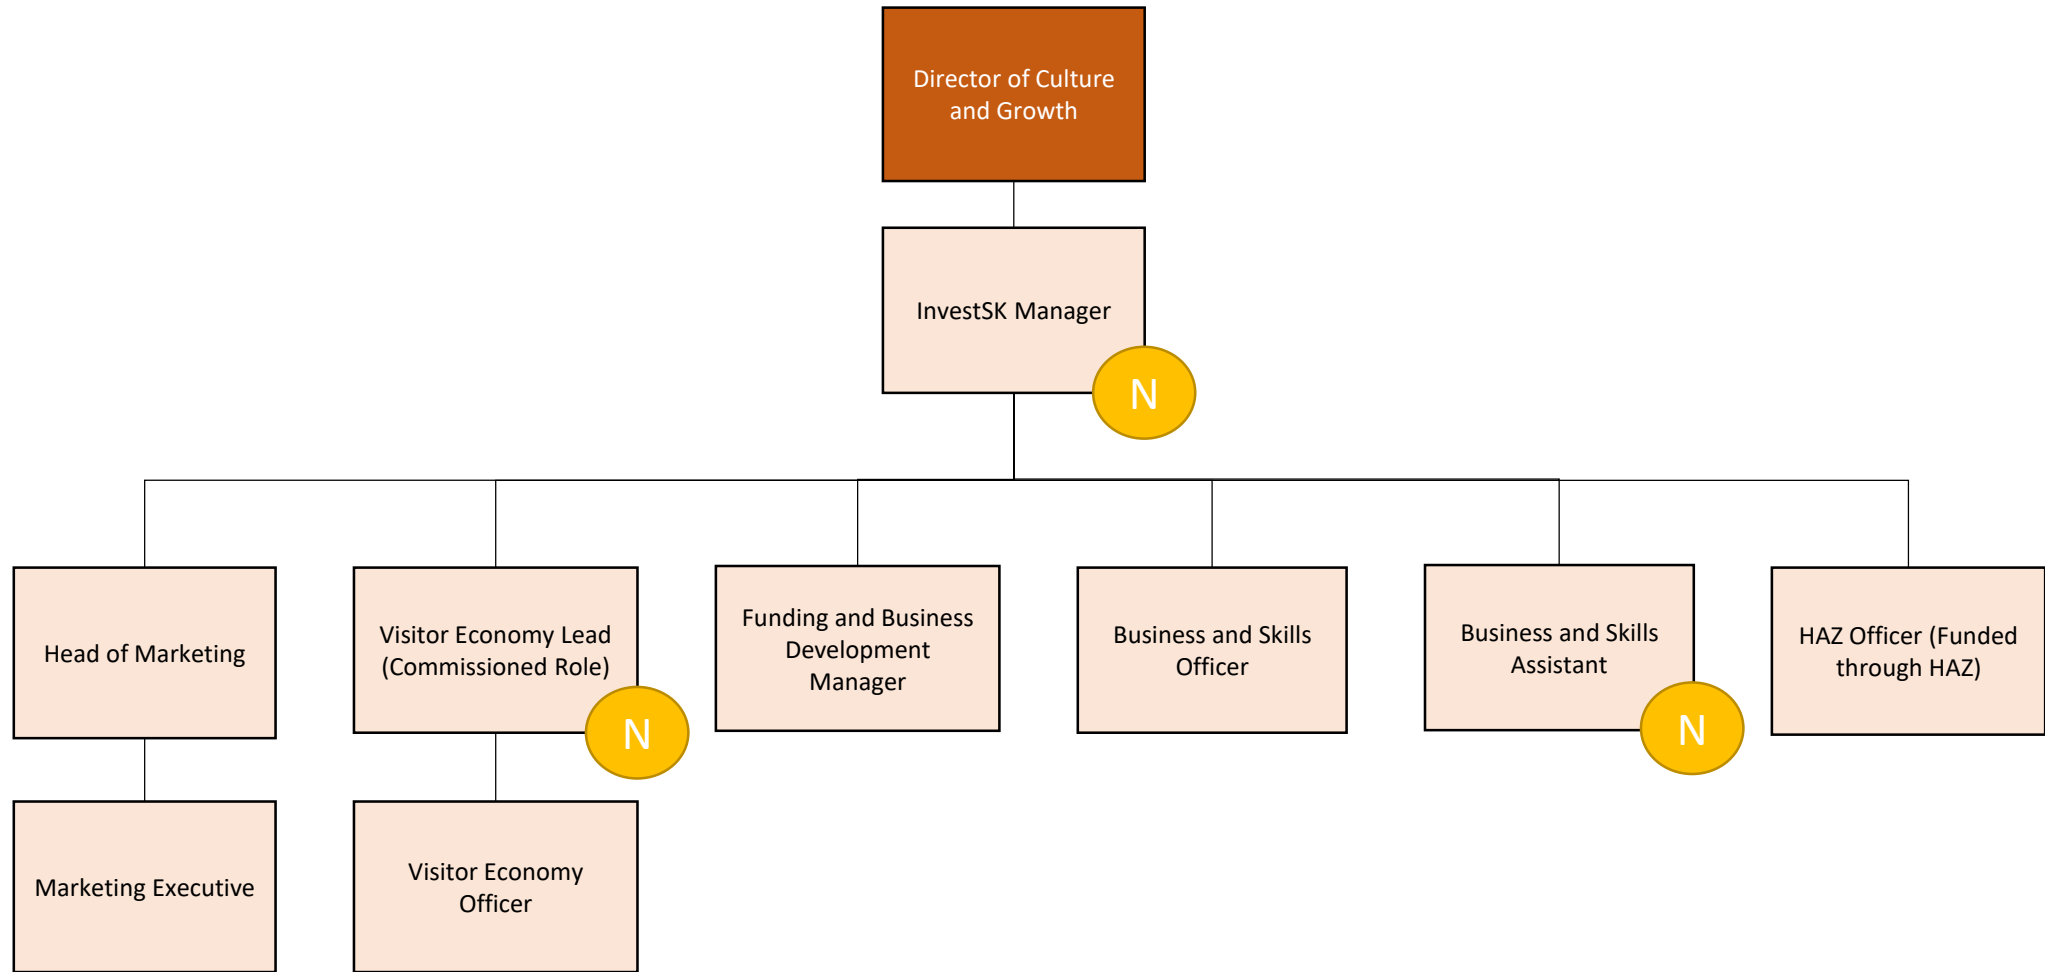 Director of Culture
and Growth
InvestSK Manager
N
Head of Marketing
Visitor Economy Lead
(Commissioned Role)
N
Funding and Business
Development
Manager
Business and Skills
Officer
Business and Skills
Assistant
N
HAZ Officer (Funded
through HAZ)
Marketing Executive
Visitor Economy
Officer